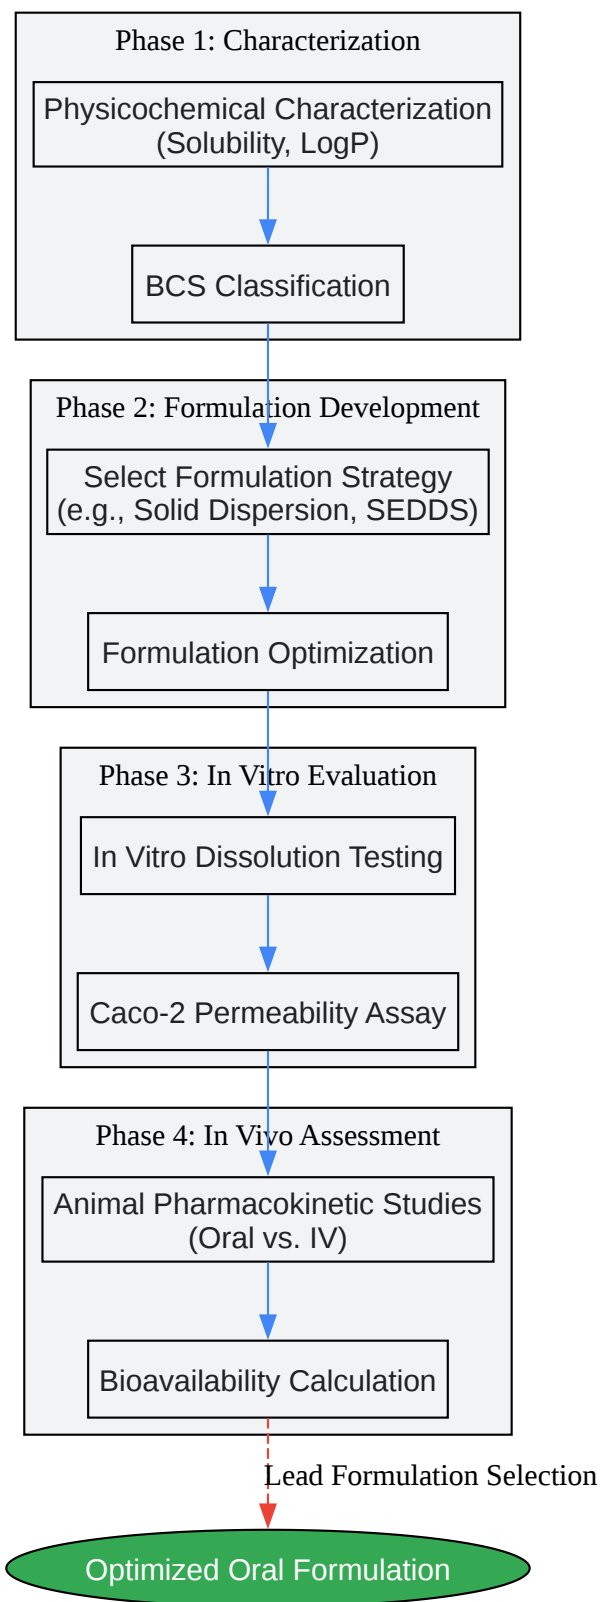 Phase 1: Characterization
Physicochemical Characterization
(Solubility, LogP)
BCS Classification
Phase 2: Formulation Development
Select Formulation Strategy
(e.g., Solid Dispersion, SEDDS)
Formulation Optimization
Phase 3: In Vitro Evaluation
In Vitro Dissolution Testing
Caco-2 Permeability Assay
Phase 4: In Vivo Assessment
Animal Pharmacokinetic Studies
(Oral vs. IV)
Bioavailability Calculation
Lead Formulation Selection
Optimized Oral Formulation